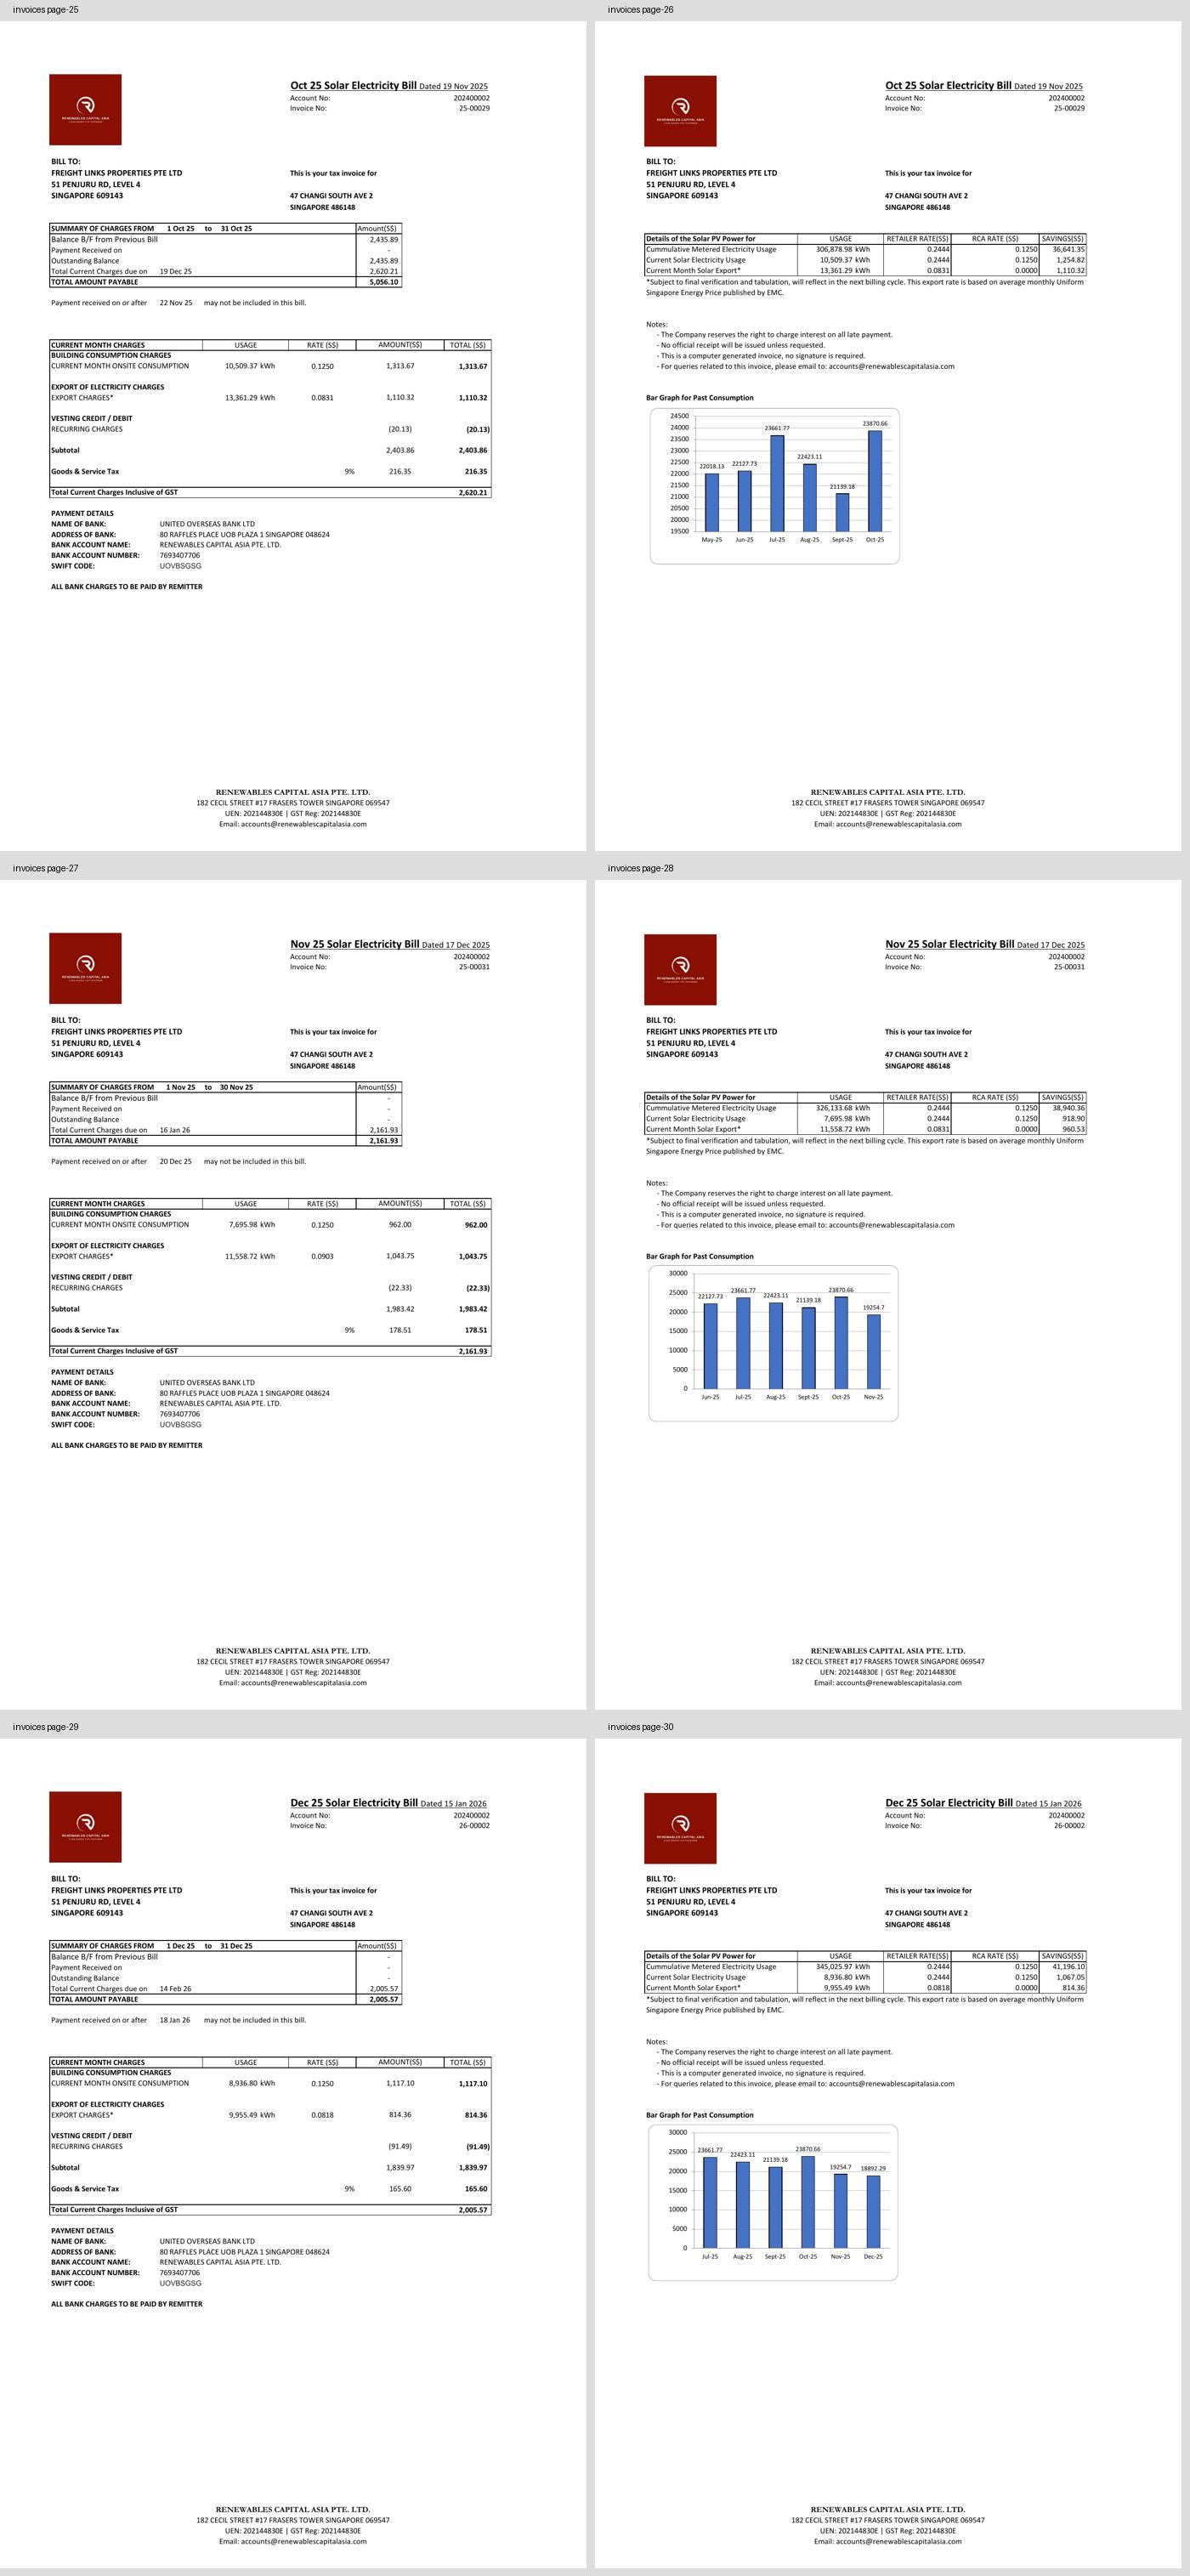 invoices page-25
Oct 25 Solar Electricity Bill Dated 19 Nov 2025
Account No: 202400002
Invoice No: 25-00029
RENEWABLES CAPITAL ASIA
BILL TO:
FREIGHT LINKS PROPERTIES PTE LTD This is your tax invoice for
51 PENJURU RD, LEVEL 4
SINGAPORE 609143 47 CHANGI SOUTH AVE 2
SINGAPORE 486148
SUMMARY OF CHARGES FROM 1 Oct 25 to 31 Oct 25 Amount(S$)
Balance B/F from Previous Bill 2,435.89
Payment Received on -
Outstanding Balance 2,435.89
Total Current Charges due on 19 Dec 25 2,620.21
TOTAL AMOUNT PAYABLE 5,056.10
Payment received on or after 22 Nov 25 may not be included in this bill.
CURRENT MONTH CHARGES USAGE RATE (S$) AMOUNT(S$) TOTAL (S$)
BUILDING CONSUMPTION CHARGES
CURRENT MONTH ONSITE CONSUMPTION 10,509.37 kWh 0.1250 1,313.67 1,313.67
EXPORT OF ELECTRICITY CHARGES
EXPORT CHARGES* 13,361.29 kWh 0.0831 1,110.32 1,110.32
VESTING CREDIT / DEBIT
RECURRING CHARGES (20.13) (20.13)
Subtotal 2,403.86 2,403.86
Goods & Service Tax 9% 216.35 216.35
Total Current Charges Inclusive of GST 2,620.21
PAYMENT DETAILS
NAME OF BANK: UNITED OVERSEAS BANK LTD
ADDRESS OF BANK: 80 RAFFLES PLACE UOB PLAZA 1 SINGAPORE 048624
BANK ACCOUNT NAME: RENEWABLES CAPITAL ASIA PTE. LTD.
BANK ACCOUNT NUMBER: 7693407706
SWIFT CODE: UOVBSGSG
ALL BANK CHARGES TO BE PAID BY REMITTER
RENEWABLES CAPITAL ASIA PTE. LTD.
182 CECIL STREET #17 FRASERS TOWER SINGAPORE 069547
UEN: 202144830E | GST Reg: 202144830E
Email: accounts@renewablescapitalasia.com
invoices page-26
Oct 25 Solar Electricity Bill Dated 19 Nov 2025
Account No: 202400002
Invoice No: 25-00029
RENEWABLES CAPITAL ASIA
BILL TO:
FREIGHT LINKS PROPERTIES PTE LTD This is your tax invoice for
51 PENJURU RD, LEVEL 4
SINGAPORE 609143 47 CHANGI SOUTH AVE 2
SINGAPORE 486148
Details of the Solar PV Power for USAGE RETAILER RATE(S$) RCA RATE (S$) SAVINGS(S$)
Cummulative Metered Electricity Usage 306,878.98 kWh 0.2444 0.1250 36,641.35
Current Solar Electricity Usage 10,509.37 kWh 0.2444 0.1250 1,254.82
Current Month Solar Export* 13,361.29 kWh 0.0831 0.0000 1,110.32
*Subject to final verification and tabulation, will reflect in the next billing cycle. This export rate is based on average monthly Uniform
Singapore Energy Price published by EMC.
Notes:
- The Company reserves the right to charge interest on all late payment.
- No official receipt will be issued unless requested.
- This is a computer generated invoice, no signature is required.
- For queries related to this invoice, please email to: accounts@renewablescapitalasia.com
Bar Graph for Past Consumption
24500
24000
23500
23000
22500
22000
21500
21000
20500
20000
19500
22018.13 22127.73 23661.77 22423.11 21139.18 23870.66
May-25 Jun-25 Jul-25 Aug-25 Sept-25 Oct-25
RENEWABLES CAPITAL ASIA PTE. LTD.
182 CECIL STREET #17 FRASERS TOWER SINGAPORE 069547
UEN: 202144830E | GST Reg: 202144830E
Email: accounts@renewablescapitalasia.com
invoices page-27
Nov 25 Solar Electricity Bill Dated 17 Dec 2025
Account No: 202400002
Invoice No: 25-00031
RENEWABLES CAPITAL ASIA
BILL TO:
FREIGHT LINKS PROPERTIES PTE LTD This is your tax invoice for
51 PENJURU RD, LEVEL 4
SINGAPORE 609143 47 CHANGI SOUTH AVE 2
SINGAPORE 486148
SUMMARY OF CHARGES FROM 1 Nov 25 to 30 Nov 25 Amount(S$)
Balance B/F from Previous Bill -
Payment Received on -
Outstanding Balance -
Total Current Charges due on 16 Jan 26 2,161.93
TOTAL AMOUNT PAYABLE 2,161.93
Payment received on or after 20 Dec 25 may not be included in this bill.
CURRENT MONTH CHARGES USAGE RATE (S$) AMOUNT(S$) TOTAL (S$)
BUILDING CONSUMPTION CHARGES
CURRENT MONTH ONSITE CONSUMPTION 7,695.98 kWh 0.1250 962.00 962.00
EXPORT OF ELECTRICITY CHARGES
EXPORT CHARGES* 11,558.72 kWh 0.0903 1,043.75 1,043.75
VESTING CREDIT / DEBIT
RECURRING CHARGES (22.33) (22.33)
Subtotal 1,983.42 1,983.42
Goods & Service Tax 9% 178.51 178.51
Total Current Charges Inclusive of GST 2,161.93
PAYMENT DETAILS
NAME OF BANK: UNITED OVERSEAS BANK LTD
ADDRESS OF BANK: 80 RAFFLES PLACE UOB PLAZA 1 SINGAPORE 048624
BANK ACCOUNT NAME: RENEWABLES CAPITAL ASIA PTE. LTD.
BANK ACCOUNT NUMBER: 7693407706
SWIFT CODE: UOVBSGSG
ALL BANK CHARGES TO BE PAID BY REMITTER
RENEWABLES CAPITAL ASIA PTE. LTD.
182 CECIL STREET #17 FRASERS TOWER SINGAPORE 069547
UEN: 202144830E | GST Reg: 202144830E
Email: accounts@renewablescapitalasia.com
invoices page-28
Nov 25 Solar Electricity Bill Dated 17 Dec 2025
Account No: 202400002
Invoice No: 25-00031
RENEWABLES CAPITAL ASIA
BILL TO:
FREIGHT LINKS PROPERTIES PTE LTD This is your tax invoice for
51 PENJURU RD, LEVEL 4
SINGAPORE 609143 47 CHANGI SOUTH AVE 2
SINGAPORE 486148
Details of the Solar PV Power for USAGE RETAILER RATE(S$) RCA RATE (S$) SAVINGS(S$)
Cummulative Metered Electricity Usage 326,133.68 kWh 0.2444 0.1250 38,940.36
Current Solar Electricity Usage 7,695.98 kWh 0.2444 0.1250 918.90
Current Month Solar Export* 11,558.72 kWh 0.0831 0.0000 960.53
*Subject to final verification and tabulation, will reflect in the next billing cycle. This export rate is based on average monthly Uniform
Singapore Energy Price published by EMC.
Notes:
- The Company reserves the right to charge interest on all late payment.
- No official receipt will be issued unless requested.
- This is a computer generated invoice, no signature is required.
- For queries related to this invoice, please email to: accounts@renewablescapitalasia.com
Bar Graph for Past Consumption
30000
25000
20000
15000
10000
5000
0
22127.73 23661.77 22423.11 21139.18 23870.66 19254.7
Jun-25 Jul-25 Aug-25 Sept-25 Oct-25 Nov-25
RENEWABLES CAPITAL ASIA PTE. LTD.
182 CECIL STREET #17 FRASERS TOWER SINGAPORE 069547
UEN: 202144830E | GST Reg: 202144830E
Email: accounts@renewablescapitalasia.com
invoices page-29
Dec 25 Solar Electricity Bill Dated 15 Jan 2026
Account No: 202400002
Invoice No: 26-00002
RENEWABLES CAPITAL ASIA
BILL TO:
FREIGHT LINKS PROPERTIES PTE LTD This is your tax invoice for
51 PENJURU RD, LEVEL 4
SINGAPORE 609143 47 CHANGI SOUTH AVE 2
SINGAPORE 486148
SUMMARY OF CHARGES FROM 1 Dec 25 to 31 Dec 25 Amount(S$)
Balance B/F from Previous Bill -
Payment Received on -
Outstanding Balance -
Total Current Charges due on 14 Feb 26 2,005.57
TOTAL AMOUNT PAYABLE 2,005.57
Payment received on or after 18 Jan 26 may not be included in this bill.
CURRENT MONTH CHARGES USAGE RATE (S$) AMOUNT(S$) TOTAL (S$)
BUILDING CONSUMPTION CHARGES
CURRENT MONTH ONSITE CONSUMPTION 8,936.80 kWh 0.1250 1,117.10 1,117.10
EXPORT OF ELECTRICITY CHARGES
EXPORT CHARGES* 9,955.49 kWh 0.0818 814.36 814.36
VESTING CREDIT / DEBIT
RECURRING CHARGES (91.49) (91.49)
Subtotal 1,839.97 1,839.97
Goods & Service Tax 9% 165.60 165.60
Total Current Charges Inclusive of GST 2,005.57
PAYMENT DETAILS
NAME OF BANK: UNITED OVERSEAS BANK LTD
ADDRESS OF BANK: 80 RAFFLES PLACE UOB PLAZA 1 SINGAPORE 048624
BANK ACCOUNT NAME: RENEWABLES CAPITAL ASIA PTE. LTD.
BANK ACCOUNT NUMBER: 7693407706
SWIFT CODE: UOVBSGSG
ALL BANK CHARGES TO BE PAID BY REMITTER
RENEWABLES CAPITAL ASIA PTE. LTD.
182 CECIL STREET #17 FRASERS TOWER SINGAPORE 069547
UEN: 202144830E | GST Reg: 202144830E
Email: accounts@renewablescapitalasia.com
invoices page-30
Dec 25 Solar Electricity Bill Dated 15 Jan 2026
Account No: 202400002
Invoice No: 26-00002
RENEWABLES CAPITAL ASIA
BILL TO:
FREIGHT LINKS PROPERTIES PTE LTD This is your tax invoice for
51 PENJURU RD, LEVEL 4
SINGAPORE 609143 47 CHANGI SOUTH AVE 2
SINGAPORE 486148
Details of the Solar PV Power for USAGE RETAILER RATE(S$) RCA RATE (S$) SAVINGS(S$)
Cummulative Metered Electricity Usage 345,025.97 kWh 0.2444 0.1250 41,196.10
Current Solar Electricity Usage 8,936.80 kWh 0.2444 0.1250 1,067.05
Current Month Solar Export* 9,955.49 kWh 0.0818 0.0000 814.36
*Subject to final verification and tabulation, will reflect in the next billing cycle. This export rate is based on average monthly Uniform
Singapore Energy Price published by EMC.
Notes:
- The Company reserves the right to charge interest on all late payment.
- No official receipt will be issued unless requested.
- This is a computer generated invoice, no signature is required.
- For queries related to this invoice, please email to: accounts@renewablescapitalasia.com
Bar Graph for Past Consumption
30000
25000
20000
15000
10000
5000
0
23661.77 22423.11 21139.18 23870.66 19254.7 18892.29
Jul-25 Aug-25 Sept-25 Oct-25 Nov-25 Dec-25
RENEWABLES CAPITAL ASIA PTE. LTD.
182 CECIL STREET #17 FRASERS TOWER SINGAPORE 069547
UEN: 202144830E | GST Reg: 202144830E
Email: accounts@renewablescapitalasia.com